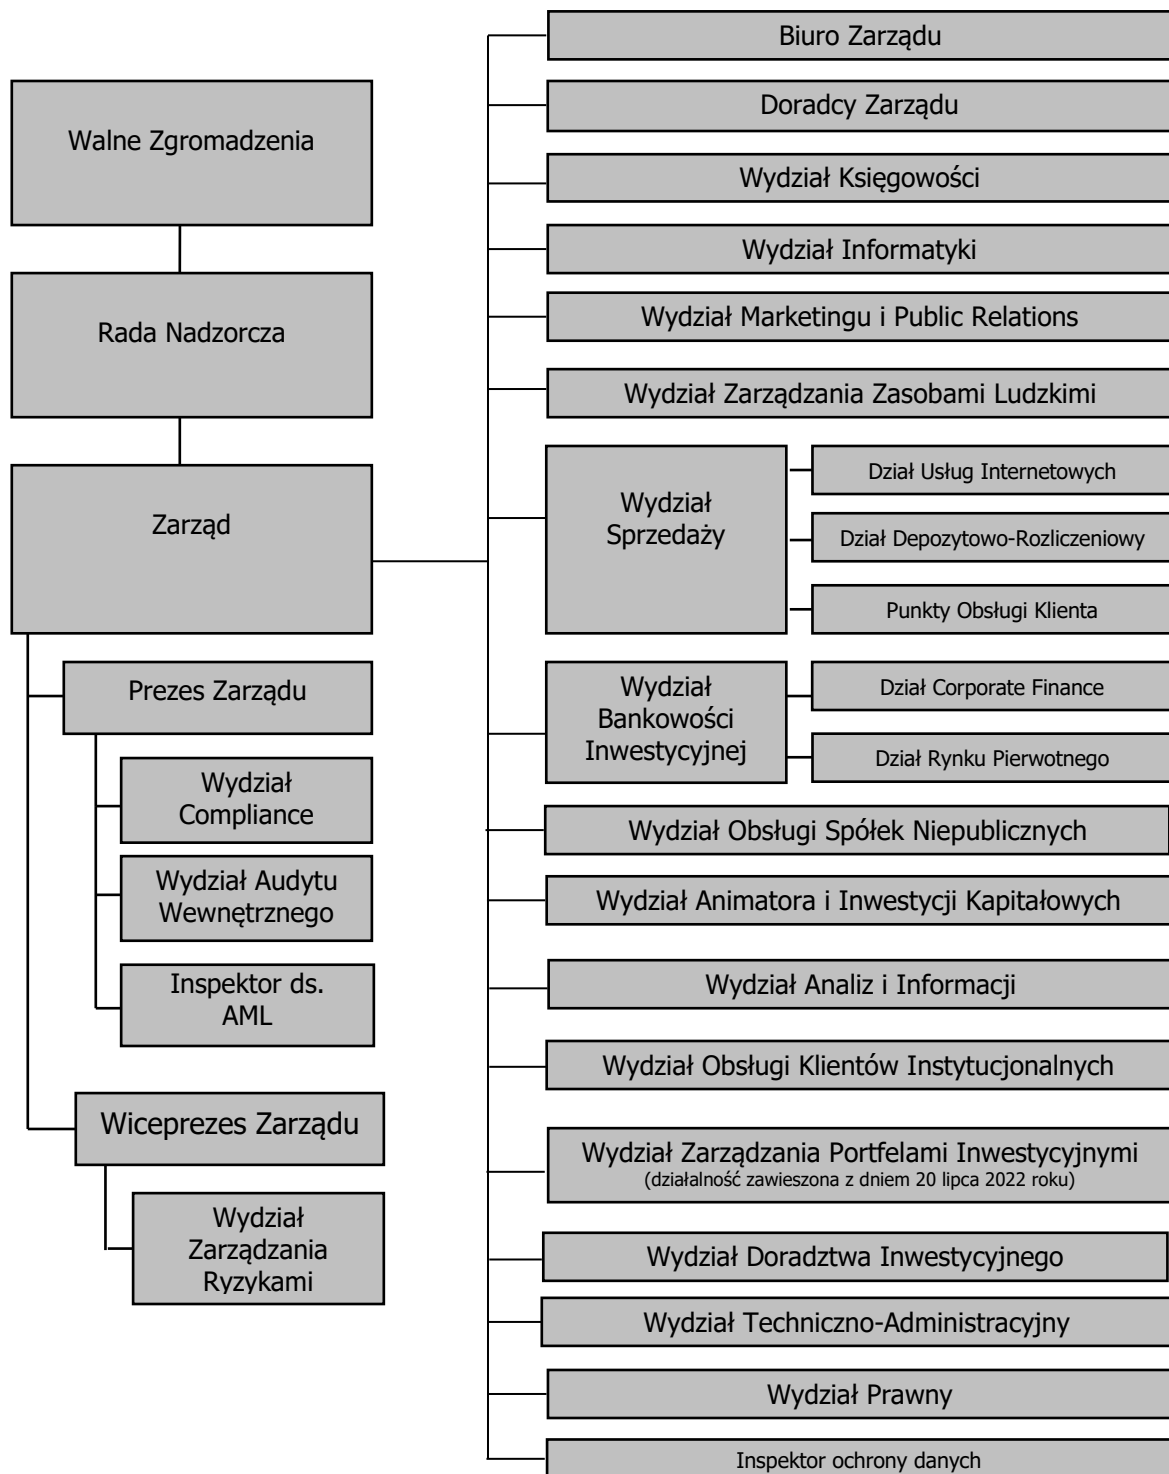 Walne Zgromadzenia
Rada Nadzorcza
Zarząd
Prezes Zarządu
Wydział
Compliance
Wydział Audytu
Wewnętrznego
Inspektor ds.
AML
Wiceprezes Zarządu
Wydział
Zarządzania
Ryzykami
Biuro Zarządu
Doradcy Zarządu
Wydział Księgowości
Wydział Informatyki
Wydział Marketingu i Public Relations
Wydział Zarządzania Zasobami Ludzkimi
Wydział
Sprzedaży
Dział Usług Internetowych
Dział Depozytowo-Rozliczeniowy
Punkty Obsługi Klienta
Wydział
Bankowości
Inwestycyjnej
Dział Corporate Finance
Dział Rynku Pierwotnego
Wydział Obsługi Spółek Niepublicznych
Wydział Animatora i Inwestycji Kapitałowych
Wydział Analiz i Informacji
Wydział Obsługi Klientów Instytucjonalnych
Wydział Zarządzania Portfelami Inwestycyjnymi
(działalność zawieszona z dniem 20 lipca 2022 roku)
Wydział Doradztwa Inwestycyjnego
Wydział Techniczno-Administracyjny
Wydział Prawny
Inspektor ochrony danych